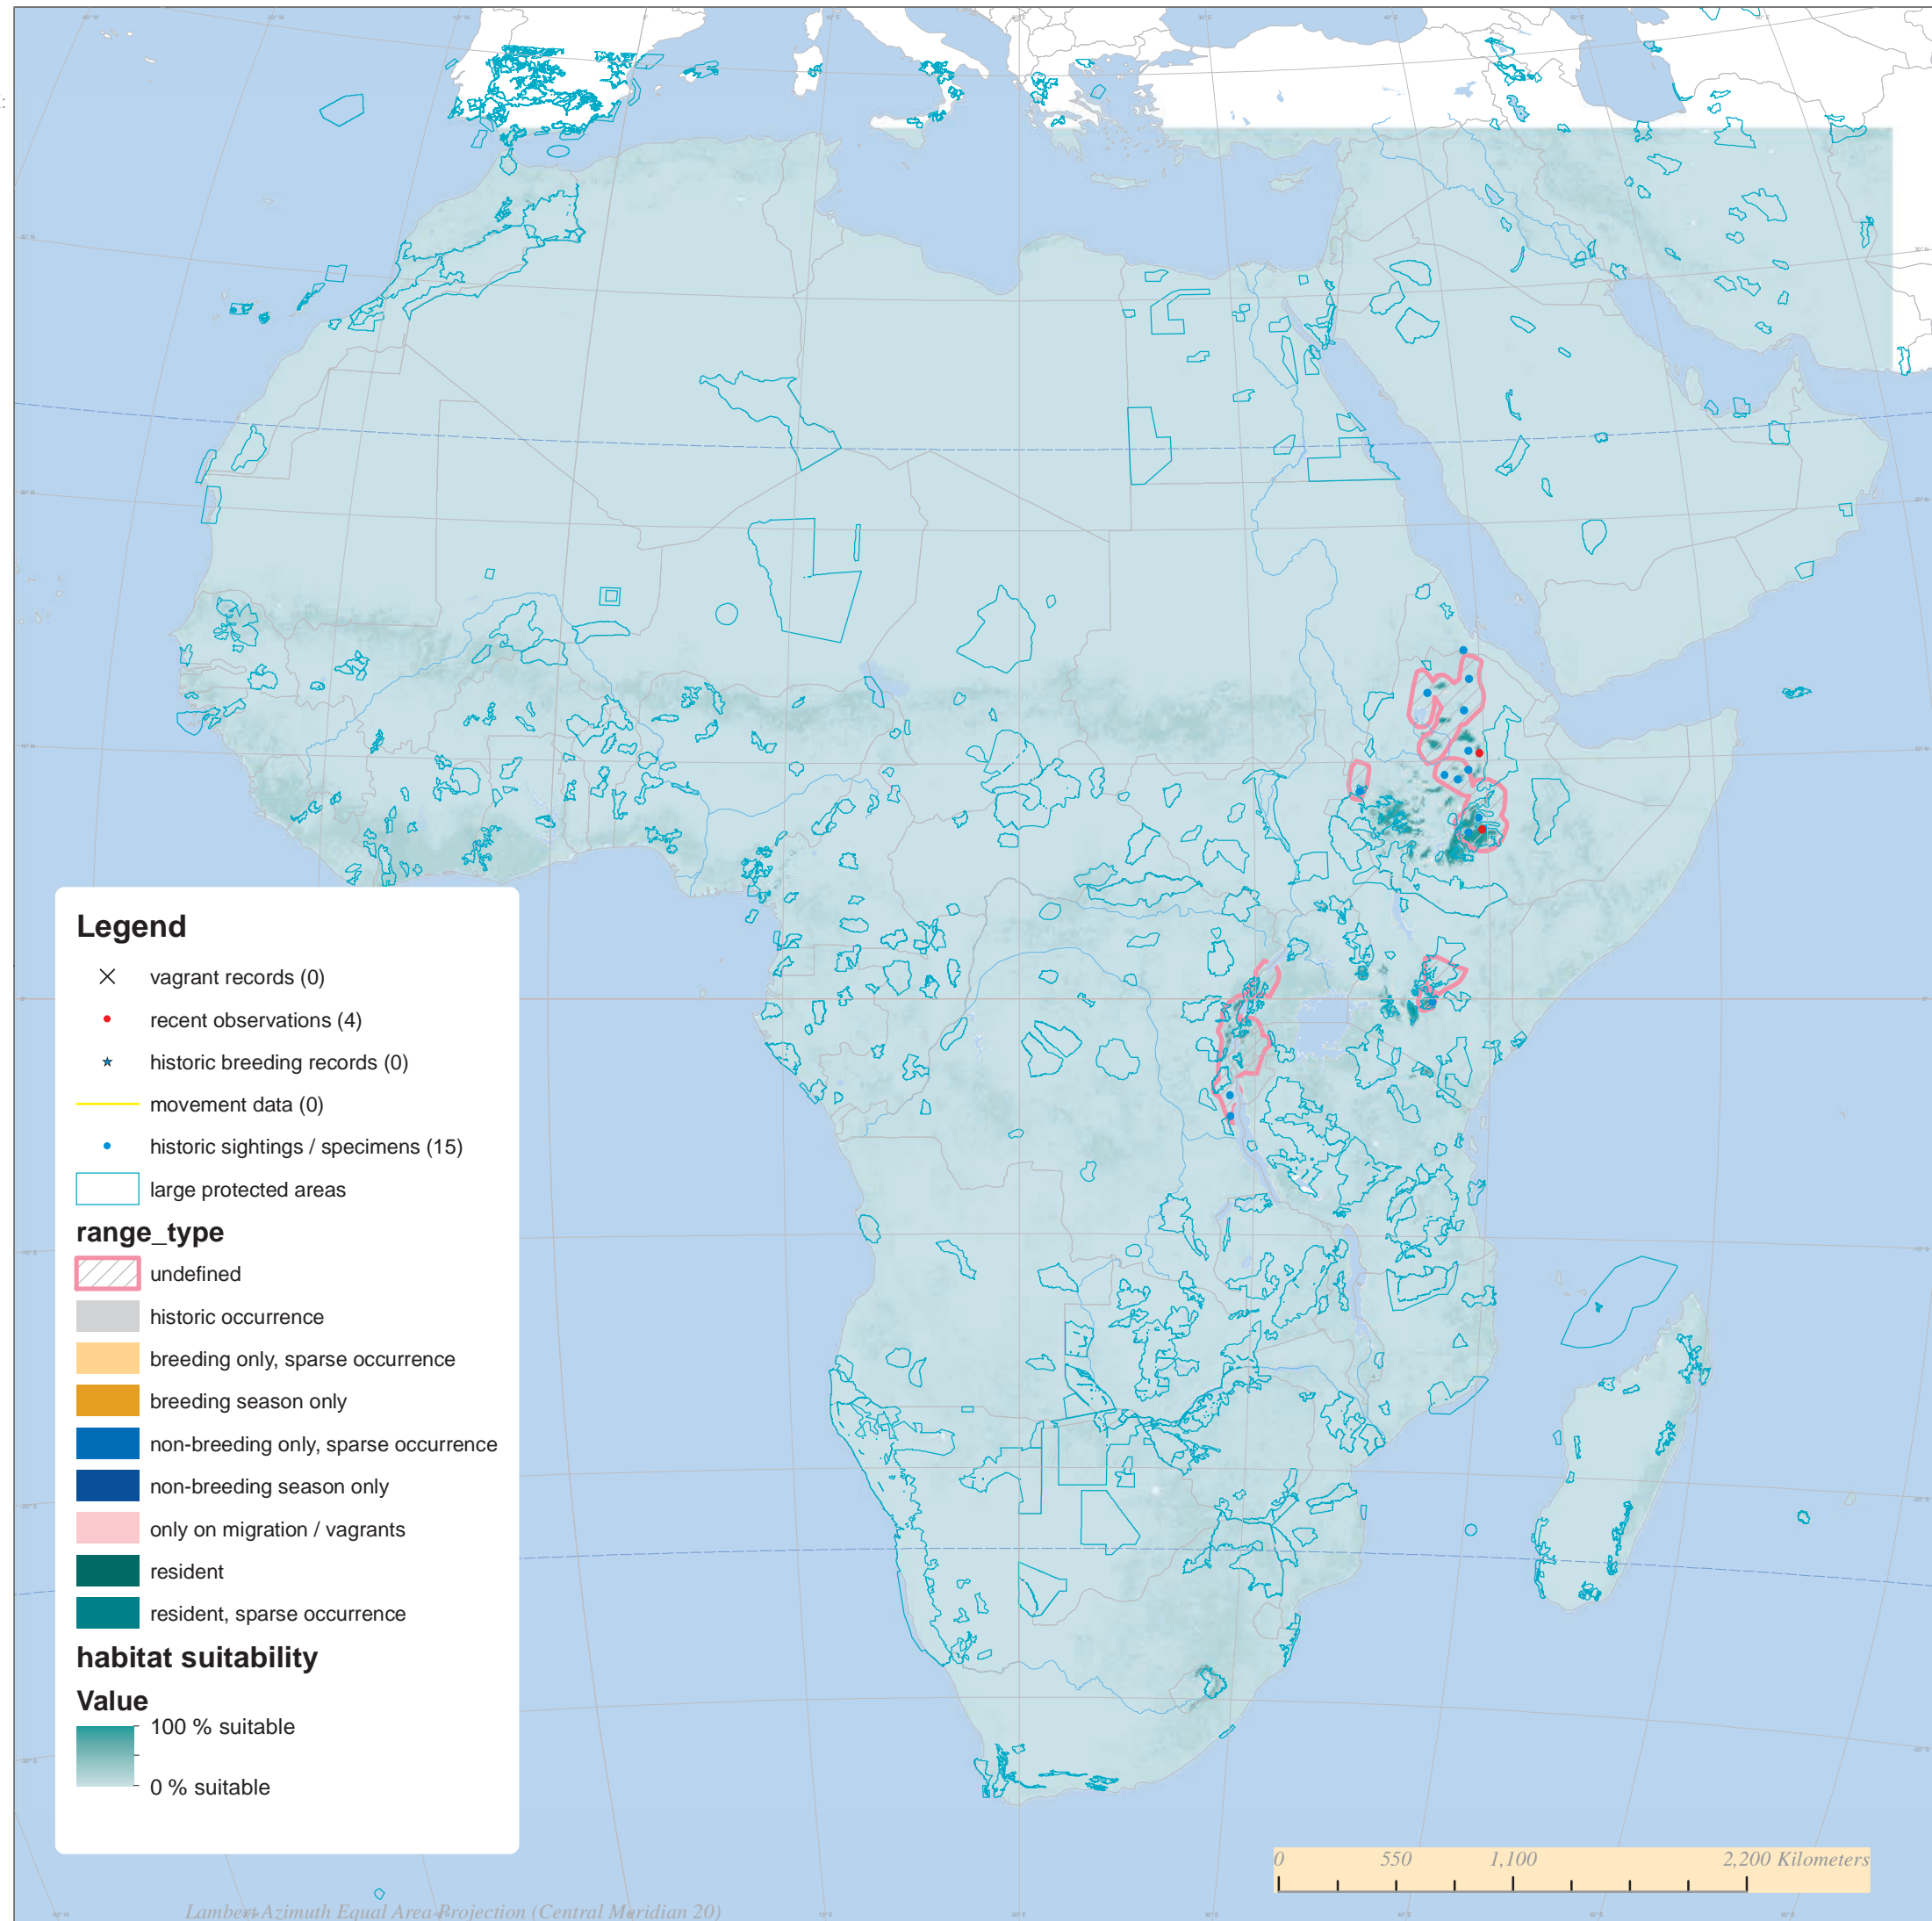 Legend
vagrant records (0)
recent observations (4)
historic breeding records (0)
movement data (0)
historic sightings / specimens (15)
large protected areas
range_type
undefined
historic occurrence
breeding only, sparse occurrence
breeding season only
non-breeding only, sparse occurrence
non-breeding season only
only on migration / vagrants
resident
resident, sparse occurrence
habitat suitability
Value
100 % suitable
0 % suitable
0 550 1,100 2,200 Kilometers
Lambert Azimuth Equal Area Projection (Central Meridian 20)